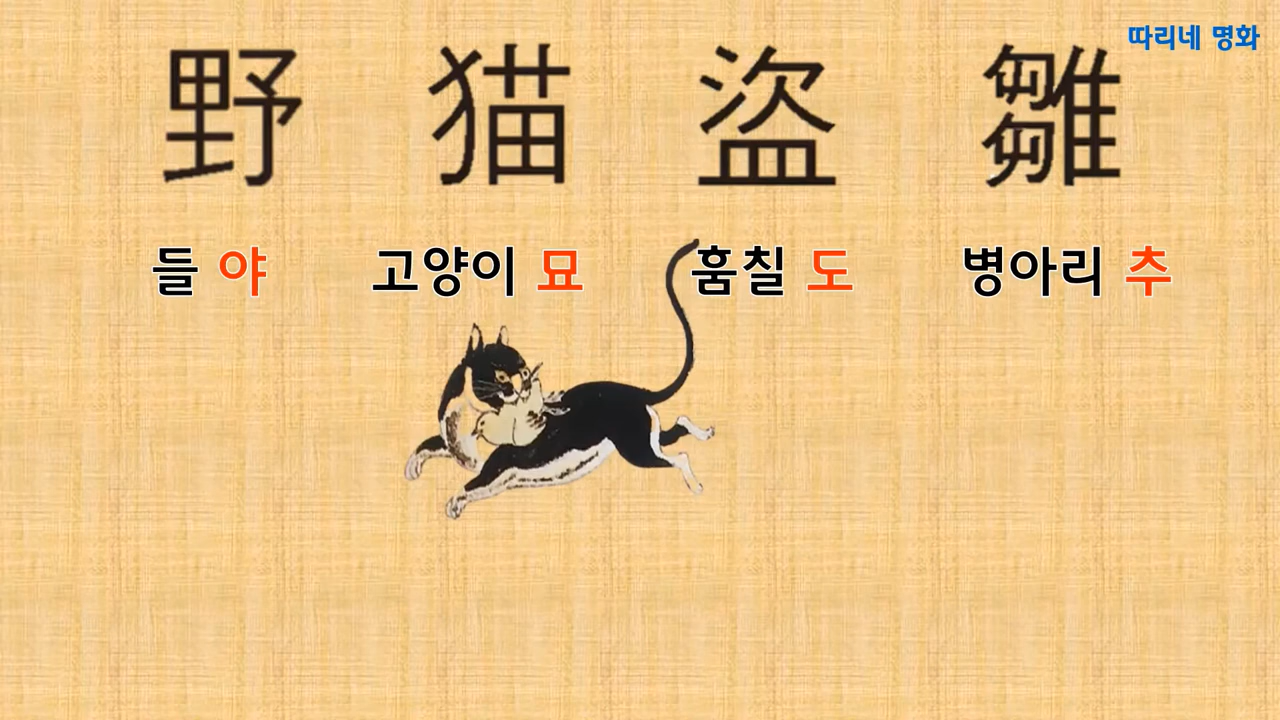 따리네 명화
野 猫 盜 雛
들 야 고양이 묘 훔칠 도 병아리 추